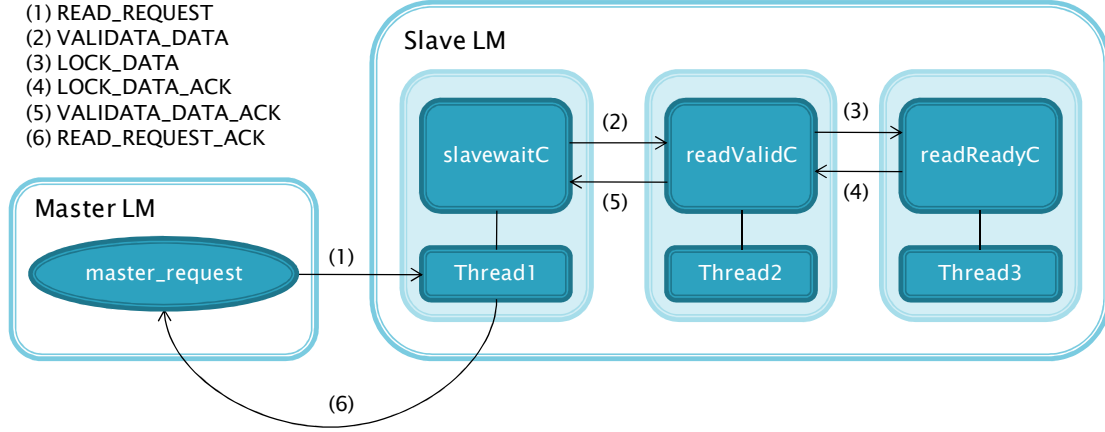 (1) READ_REQUEST
(2) VALIDATA_DATA
(3) LOCK_DATA
(4) LOCK_DATA_ACK
(5) VALIDATA_DATA_ACK
(6) READ_REQUEST_ACK
Slave LM
slavewaitC
(2)
(5)
readValidC
(3)
(4)
readReadyC
Master LM
master_request
(1)
Thread1
Thread2
Thread3
(6)